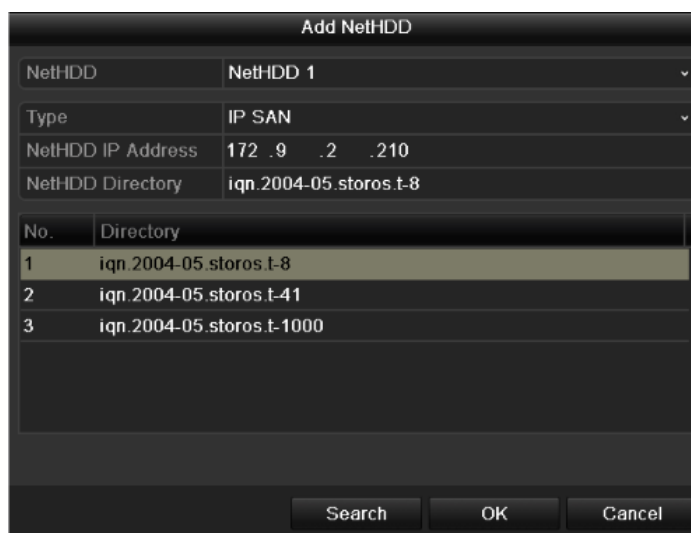 Add NetHDD
NetHDD NetHDD 1
Type IP SAN
NetHDD IP Address 172 .9 .2 .210
NetHDD Directory iqn.2004-05.storos.t-8
No. Directory
1 iqn.2004-05.storos.t-8
2 iqn.2004-05.storos.t-41
3 iqn.2004-05.storos.t-1000
Search OK Cancel